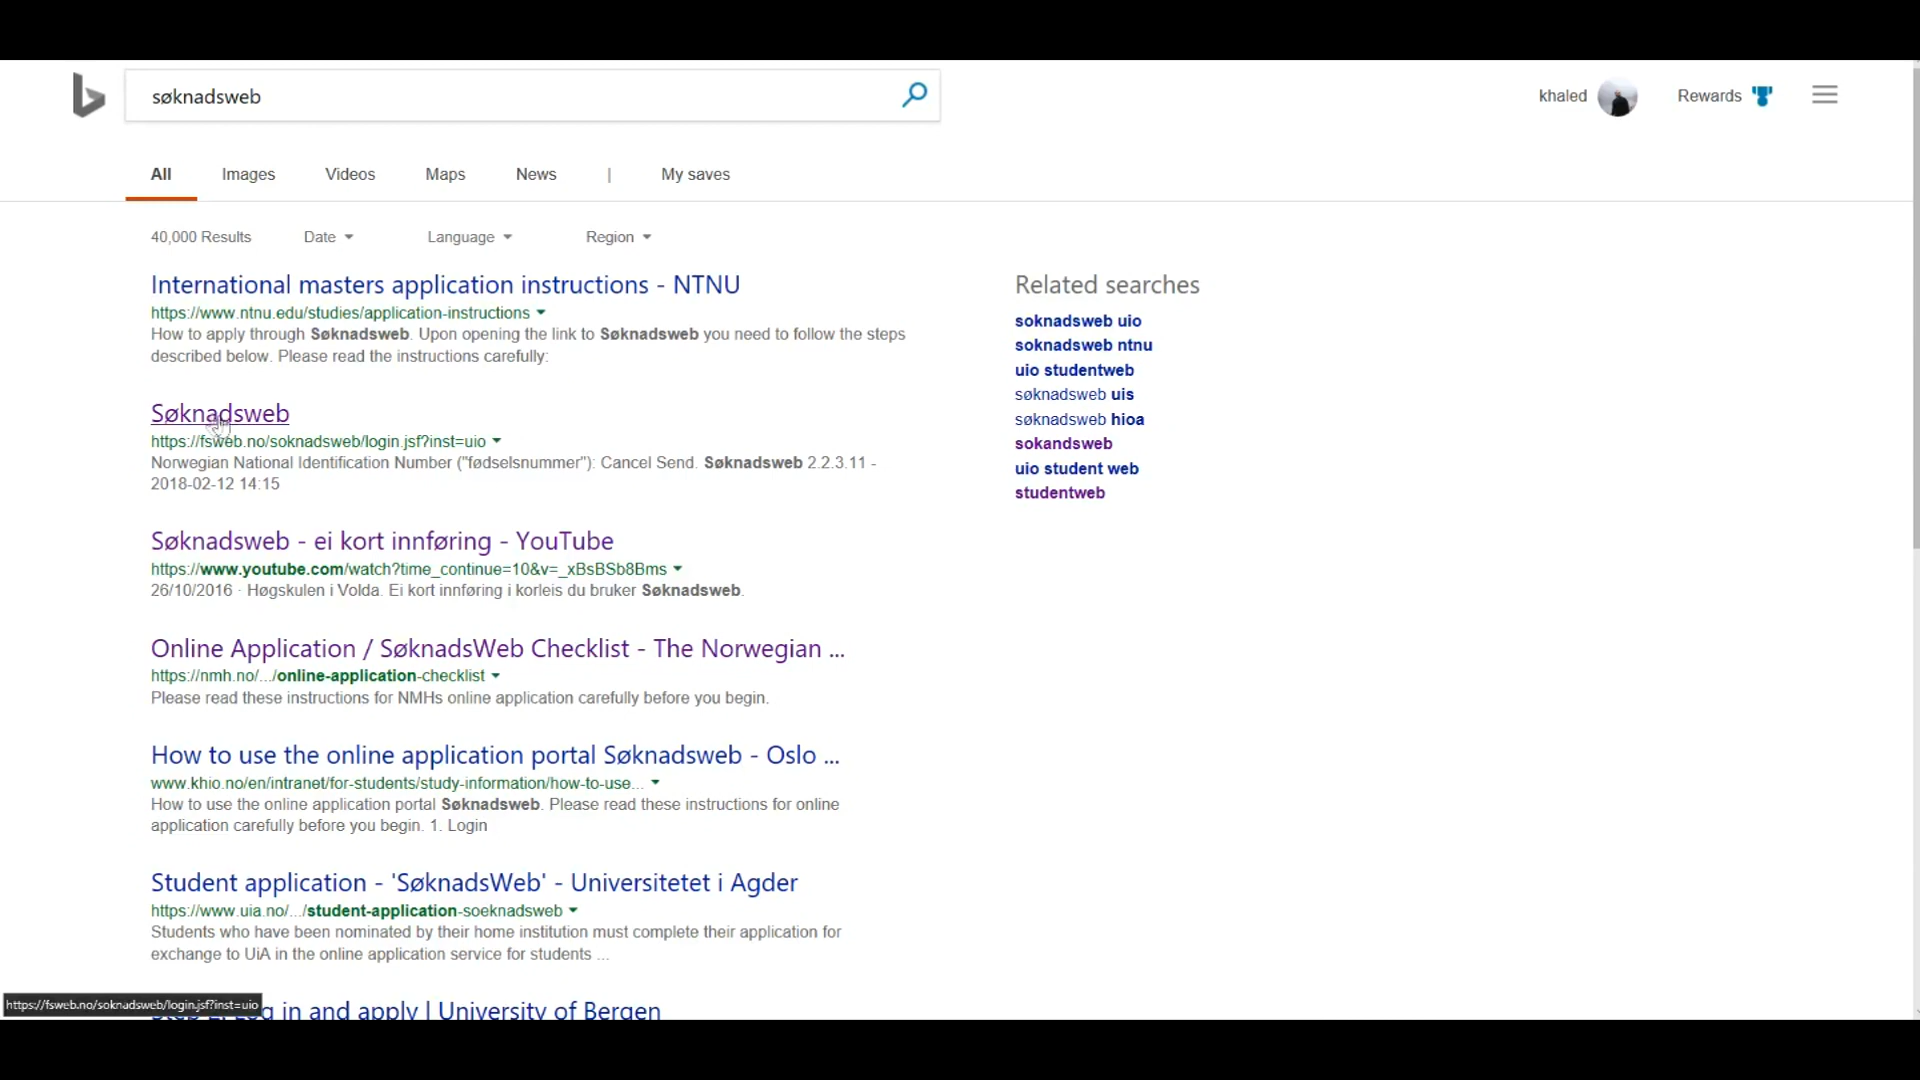 søknadsweb
khaled
Rewards
All Images Videos Maps News | My saves
40,000 Results Date Language Region
International masters application instructions - NTNU
https://www.ntnu.edu/studies/application-instructions
How to apply through Søknadsweb. Upon opening the link to Søknadsweb you need to follow the steps
described below. Please read the instructions carefully:
Søknadsweb
https://fsweb.no/soknadsweb/login.jsf?inst=uio
Norwegian National Identification Number ("fødselsnummer"): Cancel Send. Søknadsweb 2.2.3.11 -
2018-02-12 14:15
Søknadsweb - ei kort innføring - YouTube
https://www.youtube.com/watch?time_continue=10&v=_xBsBSb8Bms
26/10/2016 · Høgskulen i Volda. Ei kort innføring i korleis du bruker Søknadsweb.
Online Application / SøknadsWeb Checklist - The Norwegian ...
https://nmh.no/.../online-application-checklist
Please read these instructions for NMHs online application carefully before you begin.
How to use the online application portal Søknadsweb - Oslo ...
www.khio.no/en/intranet/for-students/study-information/how-to-use...
How to use the online application portal Søknadsweb. Please read these instructions for online
application carefully before you begin. 1. Login
Student application - 'SøknadsWeb' - Universitetet i Agder
https://www.uia.no/.../student-application-soeknadsweb
Students who have been nominated by their home institution must complete their application for
exchange to UiA in the online application service for students ...
in and apply | University of Bergen
https://fsweb.no/soknadsweb/login.jsf?inst=uio
Related searches
soknadsweb uio
soknadsweb ntnu
uio studentweb
søknadsweb uis
søknadsweb hioa
sokandsweb
uio student web
studentweb